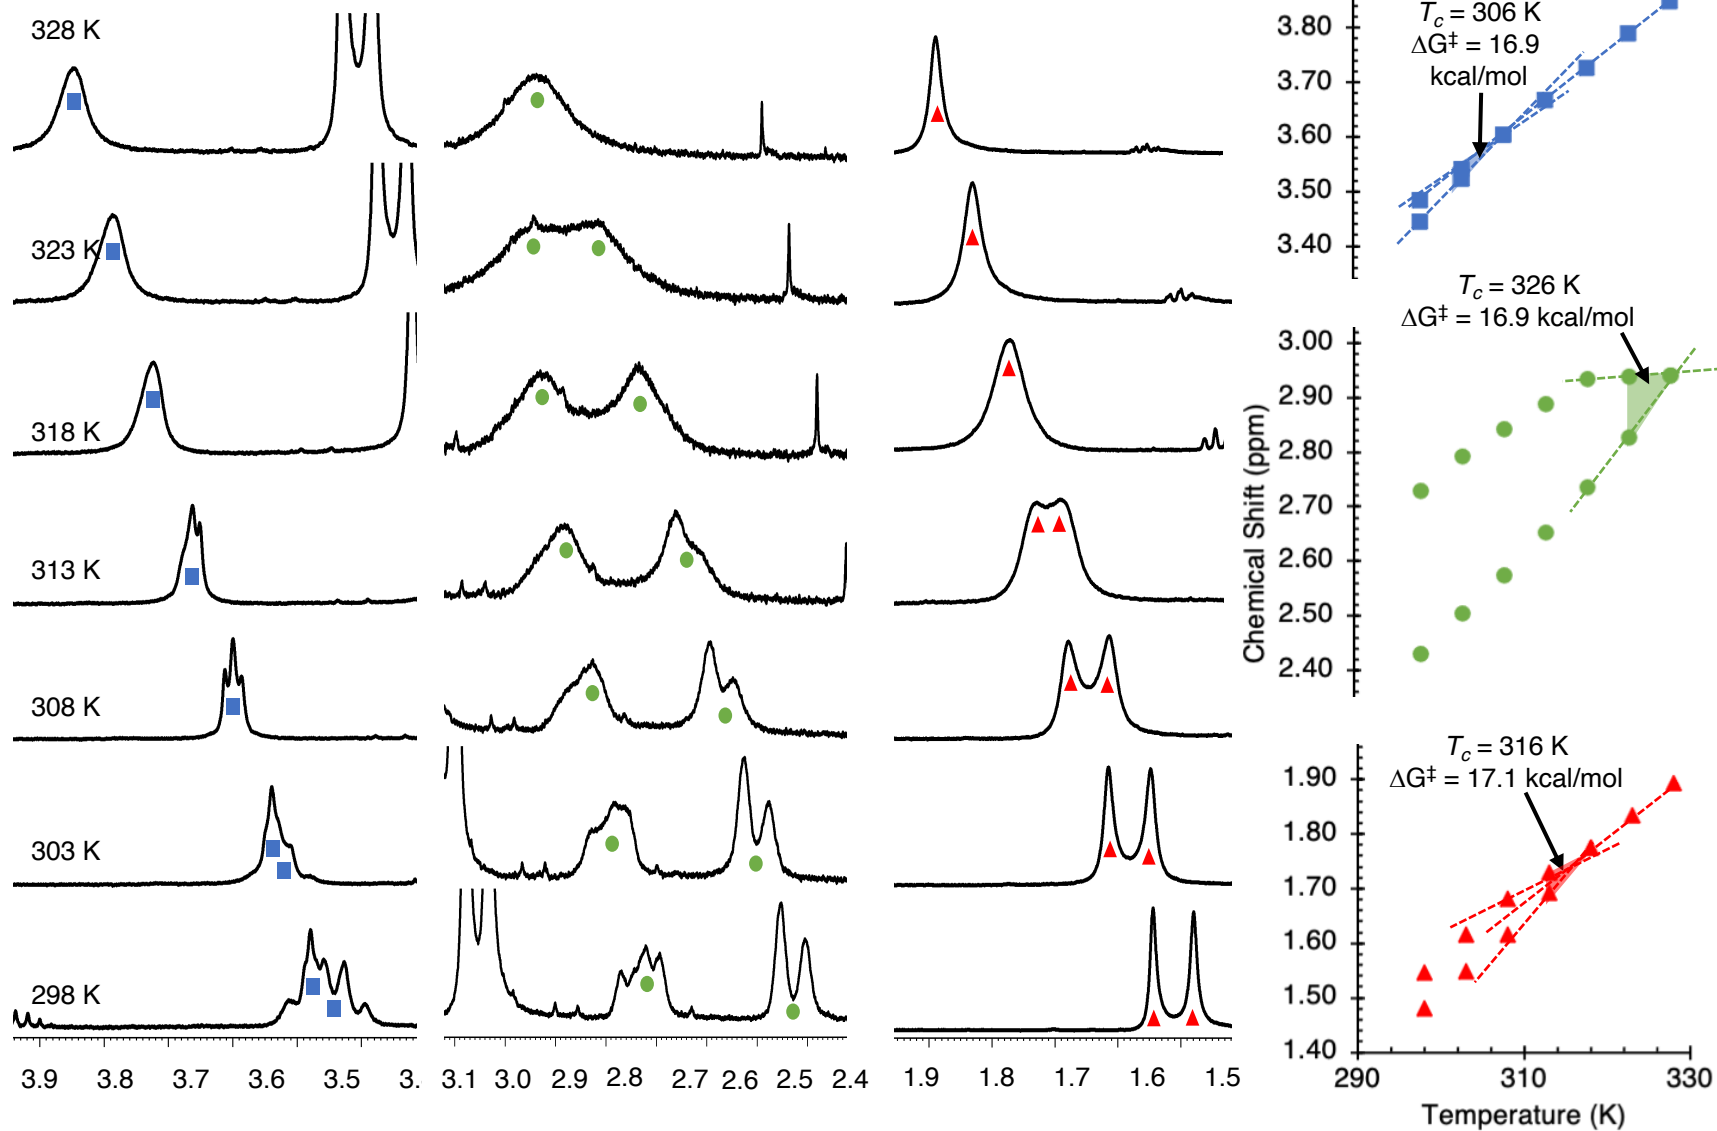 328 K
323 K
318 K
313 K
308 K
303 K
298 K
3.9 3.8 3.7 3.6 3.5 3.
3.1 3.0 2.9 2.8 2.7 2.6 2.5 2.4
1.9 1.8 1.7 1.6 1.5
Tc = 306 K
ΔG‡ = 16.9
kcal/mol
3.80
3.70
3.60
3.50
3.40
Tc = 326 K
ΔG‡ = 16.9 kcal/mol
3.00
2.90
2.80
2.70
2.60
2.50
2.40
Chemical Shift (ppm)
Tc = 316 K
ΔG‡ = 17.1 kcal/mol
1.90
1.80
1.70
1.60
1.50
1.40
290 310 330
Temperature (K)